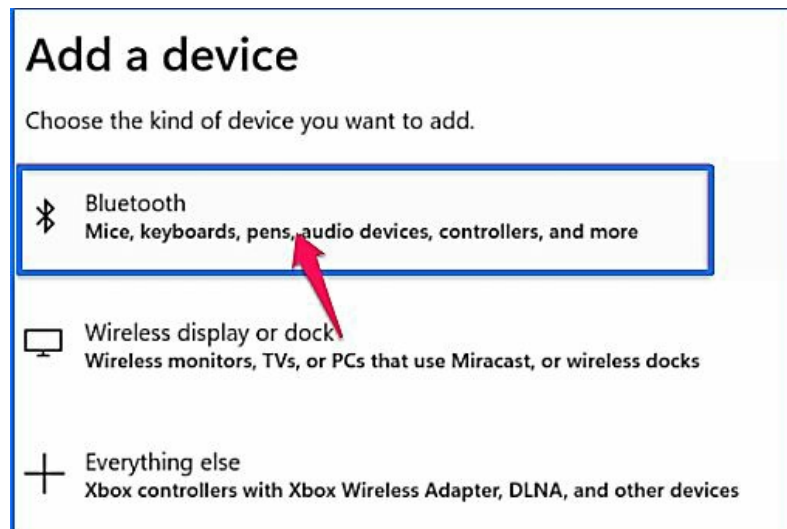 Add a device
Choose the kind of device you want to add.
Bluetooth
Mice, keyboards, pens, audio devices, controllers, and more
Wireless display or dock
Wireless monitors, TVs, or PCs that use Miracast, or wireless docks
Everything else
Xbox controllers with Xbox Wireless Adapter, DLNA, and other devices